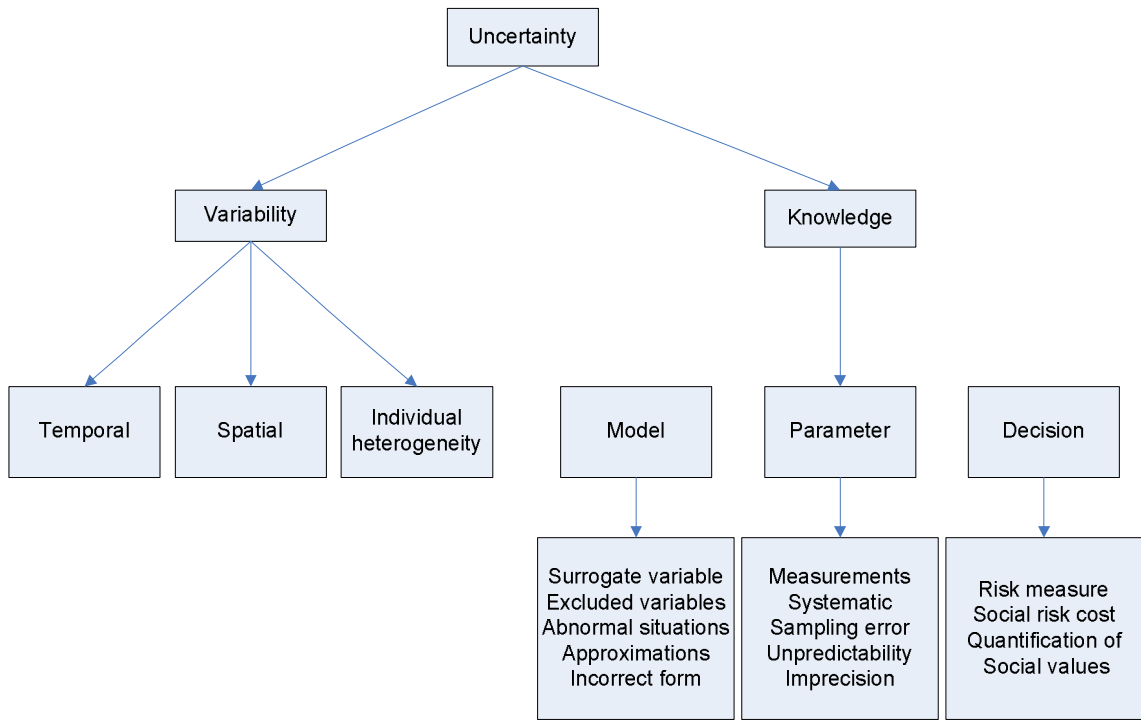 Uncertainty
Variability
Knowledge
Temporal
Spatial
Individual
heterogeneity
Model
Parameter
Decision
Surrogate variable
Excluded variables
Abnormal situations
Approximations
Incorrect form
Measurements
Systematic
Sampling error
Unpredictability
Imprecision
Risk measure
Social risk cost
Quantification of
Social values